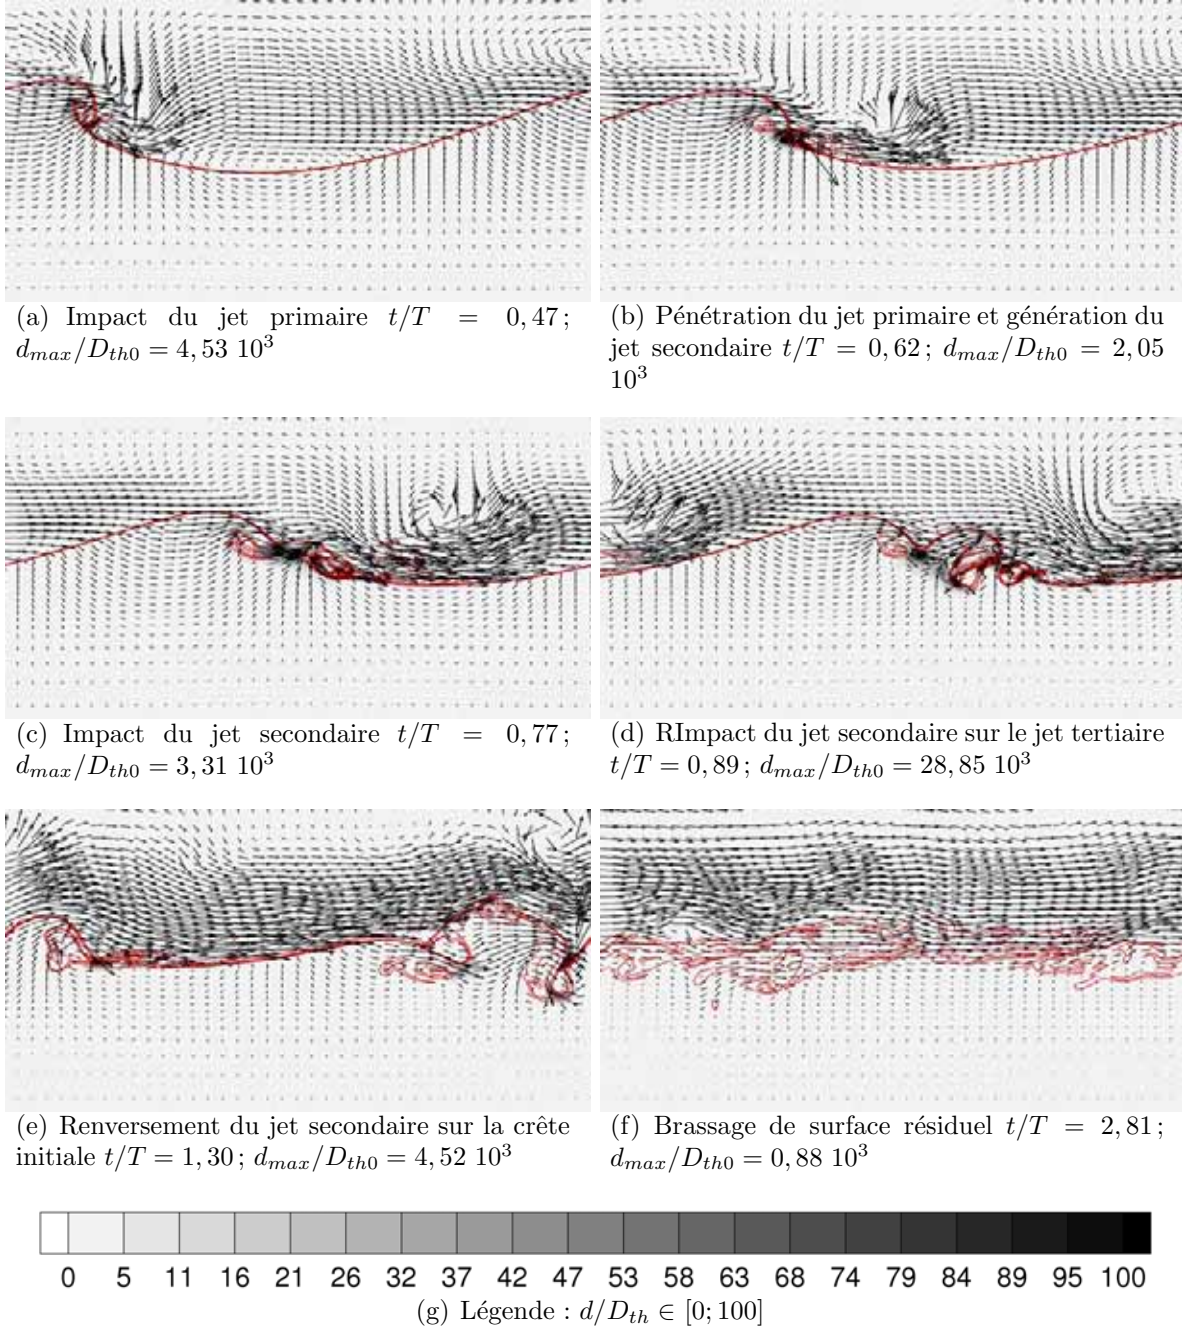 (a) Impact du jet primaire t/T = 0,47 ;
d_max/D_th0 = 4,53 10^3
(b) Pénétration du jet primaire et génération du
jet secondaire t/T = 0,62 ; d_max/D_th0 = 2,05
10^3
(c) Impact du jet secondaire t/T = 0,77 ;
d_max/D_th0 = 3,31 10^3
(d) RImpact du jet secondaire sur le jet tertiaire
t/T = 0,89 ; d_max/D_th0 = 28,85 10^3
(e) Renversement du jet secondaire sur la crête
initiale t/T = 1,30 ; d_max/D_th0 = 4,52 10^3
(f) Brassage de surface résiduel t/T = 2,81 ;
d_max/D_th0 = 0,88 10^3
0 5 11 16 21 26 32 37 42 47 53 58 63 68 74 79 84 89 95 100
(g) Légende : d/D_th ∈ [0; 100]